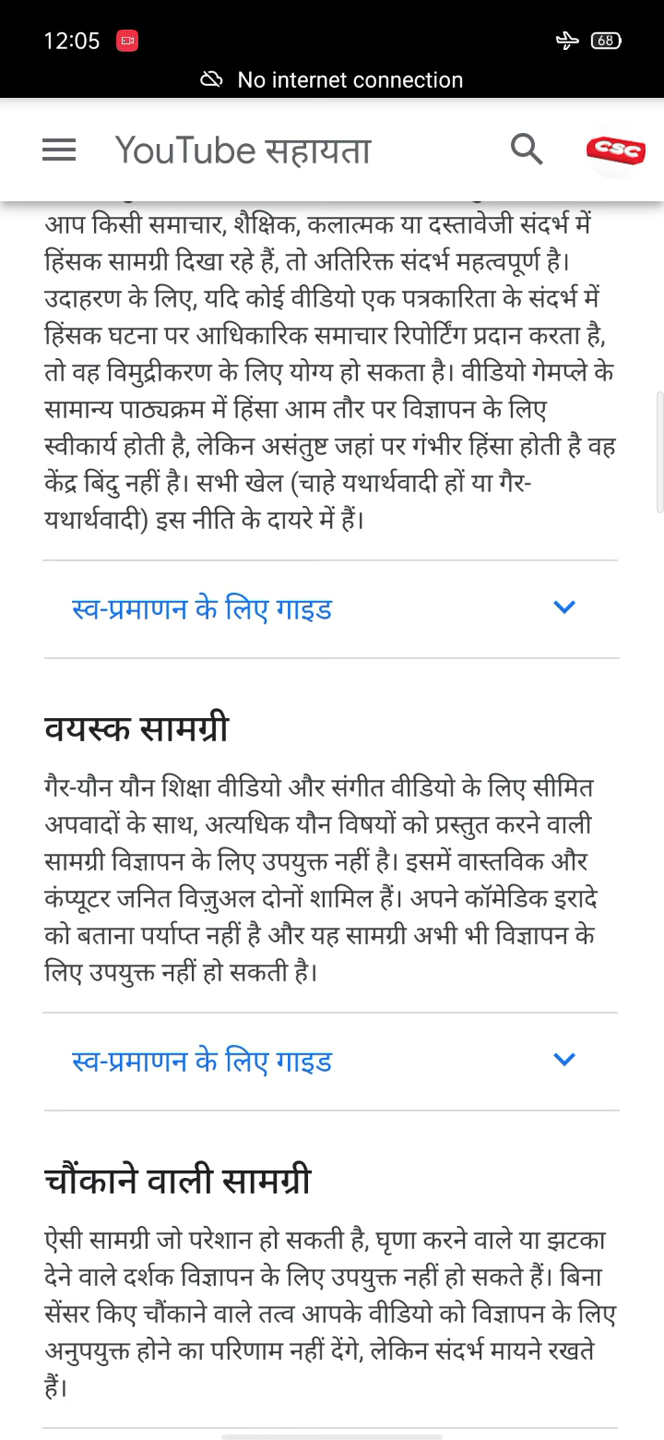 12:05
68
No internet connection
YouTube सहायता
CSC
आप किसी समाचार, शैक्षिक, कलात्मक या दस्तावेजी संदर्भ में
हिंसक सामग्री दिखा रहे हैं, तो अतिरिक्त संदर्भ महत्वपूर्ण है।
उदाहरण के लिए, यदि कोई वीडियो एक पत्रकारिता के संदर्भ में
हिंसक घटना पर आधिकारिक समाचार रिपोर्टिंग प्रदान करता है,
तो वह विमुद्रीकरण के लिए योग्य हो सकता है। वीडियो गेमप्ले के
सामान्य पाठ्यक्रम में हिंसा आम तौर पर विज्ञापन के लिए
स्वीकार्य होती है, लेकिन असंतुष्ट जहां पर गंभीर हिंसा होती है वह
केंद्र बिंदु नहीं है। सभी खेल (चाहे यथार्थवादी हों या गैर-
यथार्थवादी) इस नीति के दायरे में हैं।
स्व-प्रमाणन के लिए गाइड
वयस्क सामग्री
गैर-यौन यौन शिक्षा वीडियो और संगीत वीडियो के लिए सीमित
अपवादों के साथ, अत्यधिक यौन विषयों को प्रस्तुत करने वाली
सामग्री विज्ञापन के लिए उपयुक्त नहीं है। इसमें वास्तविक और
कंप्यूटर जनित विज़ुअल दोनों शामिल हैं। अपने कॉमेडिक इरादे
को बताना पर्याप्त नहीं है और यह सामग्री अभी भी विज्ञापन के
लिए उपयुक्त नहीं हो सकती है।
स्व-प्रमाणन के लिए गाइड
चौंकाने वाली सामग्री
ऐसी सामग्री जो परेशान हो सकती है, घृणा करने वाले या झटका
देने वाले दर्शक विज्ञापन के लिए उपयुक्त नहीं हो सकते हैं। बिना
सेंसर किए चौंकाने वाले तत्व आपके वीडियो को विज्ञापन के लिए
अनुपयुक्त होने का परिणाम नहीं देंगे, लेकिन संदर्भ मायने रखते
हैं।